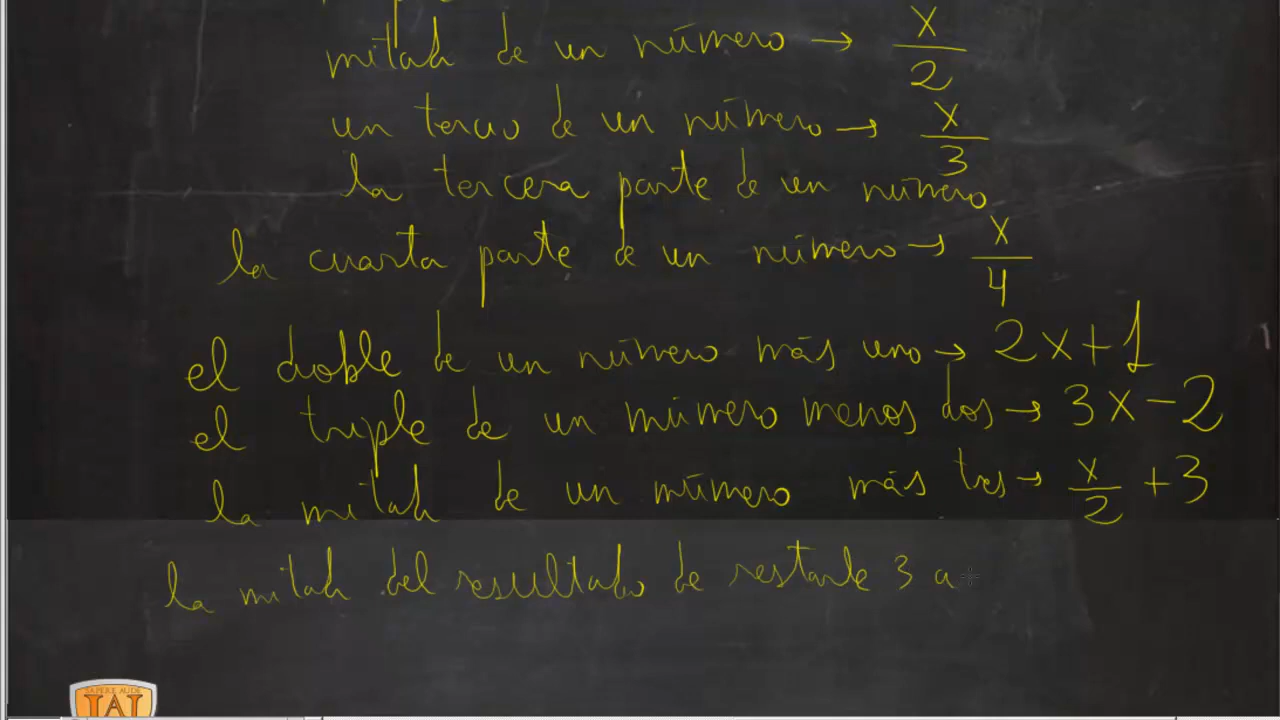 mitad de un número → x/2
un tercio de un número → x/3
la tercera parte de un número
la cuarta parte de un número → x/4
el doble de un número más uno → 2x+1
el triple de un número menos dos → 3x-2
la mitad de un número más tres → x/2 +3
la mitad del resultado de restarle 3 a
SAPERE AUDE